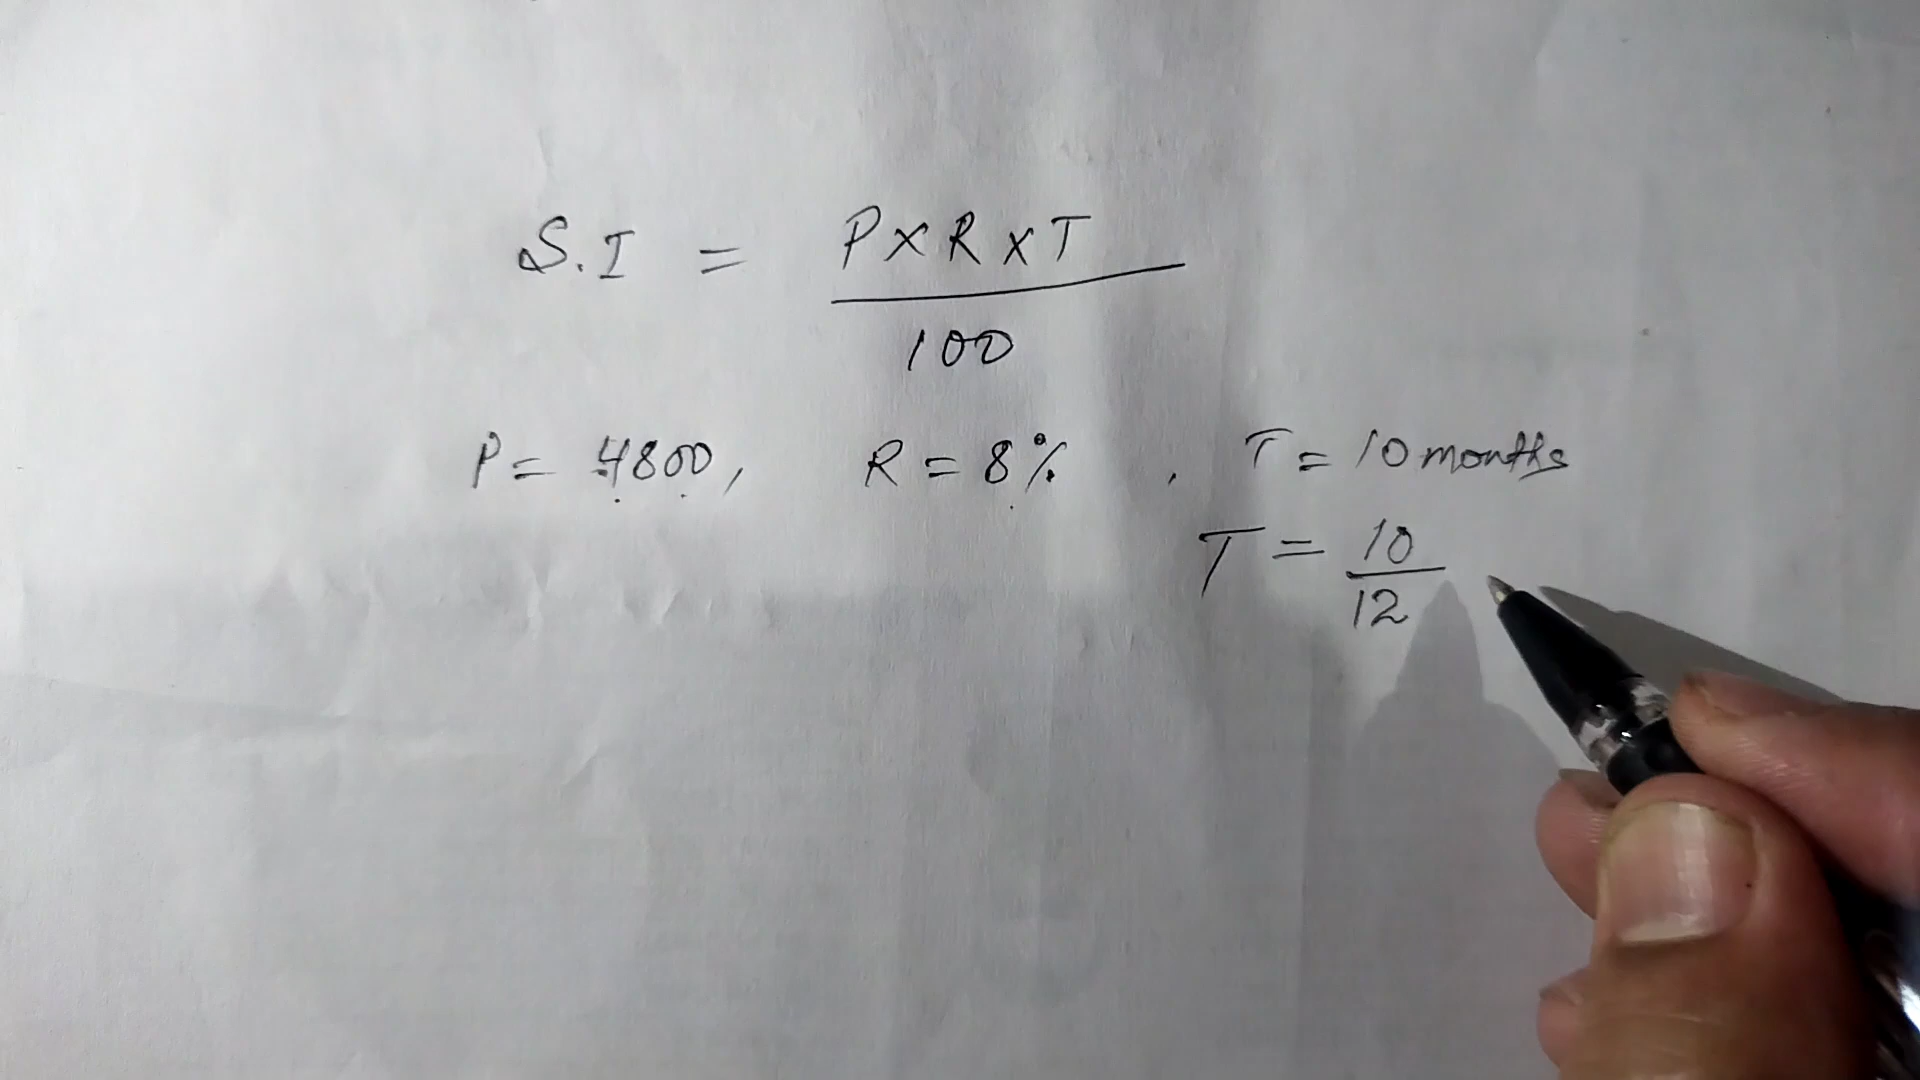 S.I = P×R×T
100
P = 4800, R = 8% , T = 10 months
T = 10
12